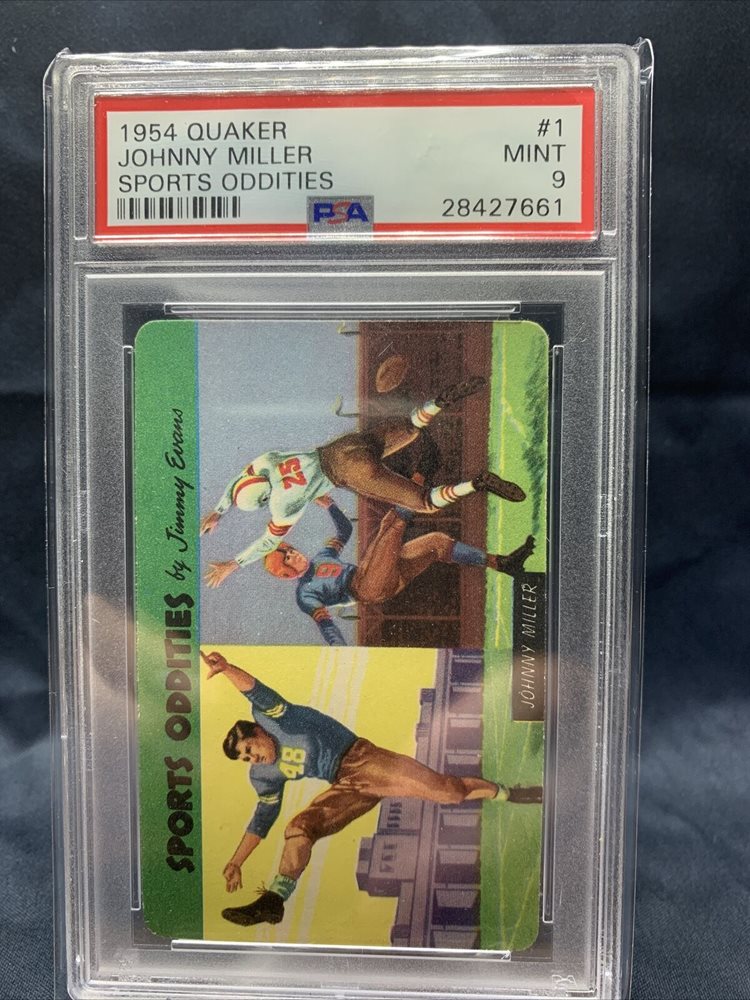 1954 QUAKER #1
JOHNNY MILLER MINT
SPORTS ODDITIES 9
PSA 28427661
SPORTS ODDITIES by Jimmy Evans
25
9
48
JOHNNY MILLER